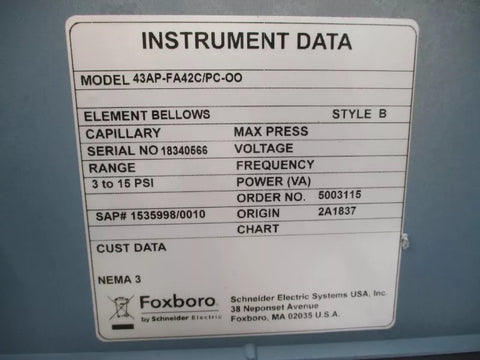 INSTRUMENT DATA
MODEL 43AP-FA42C/PC-OO
ELEMENT BELLOWS STYLE B
CAPILLARY MAX PRESS
SERIAL NO 18340566 VOLTAGE
RANGE FREQUENCY
3 to 15 PSI POWER (VA)
ORDER NO. 5003115
SAP# 1535998/0010 ORIGIN 2A1837
CHART
CUST DATA
NEMA 3
Foxboro
by Schneider Electric
Schneider Electric Systems USA, Inc.
38 Neponset Avenue
Foxboro, MA 02035 U.S.A.